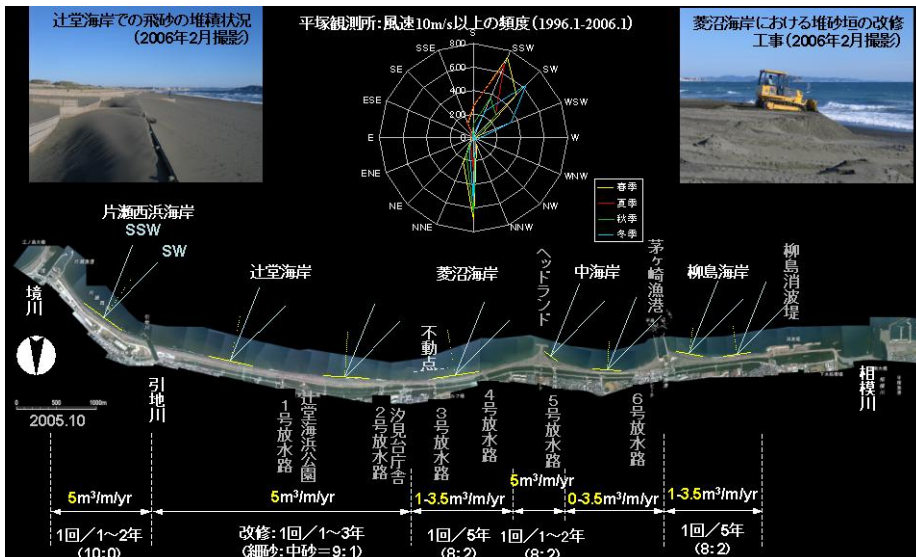 辻堂海岸での飛砂の堆積状況
(2006年2月撮影)
平塚観測所:風速10m/s以上の頻度(1996.1-2006.1)
菱沼海岸における堆砂垣の改修
工事(2006年2月撮影)
S
SSW
SW
WSW
W
WNW
NW
NNW
NNE
NE
ENE
E
ESE
SE
SSE
800
600
400
200
0
春季
夏季
秋季
冬季
片瀬西浜海岸
SSW
SW
辻堂海岸
菱沼海岸
ヘッドランド
中海岸
茅ヶ崎漁港
柳島海岸
柳島消波堤
境川
引地川
不動点
相模川
0 500 1000m
2005.10
1号放水路
辻堂海浜公園
2号放水路
汐見台庁舎
3号放水路
4号放水路
5号放水路
6号放水路
5m³/m/yr
5m³/m/yr
1-3.5m³/m/yr
5m³/m/yr
0-3.5m³/m/yr
1-3.5m³/m/yr
1回/1~2年
(10:0)
改修:1回/1~3年
(細砂:中砂=9:1)
1回/5年
(8:2)
1回/1~2年
(8:2)
1回/5年
(8:2)